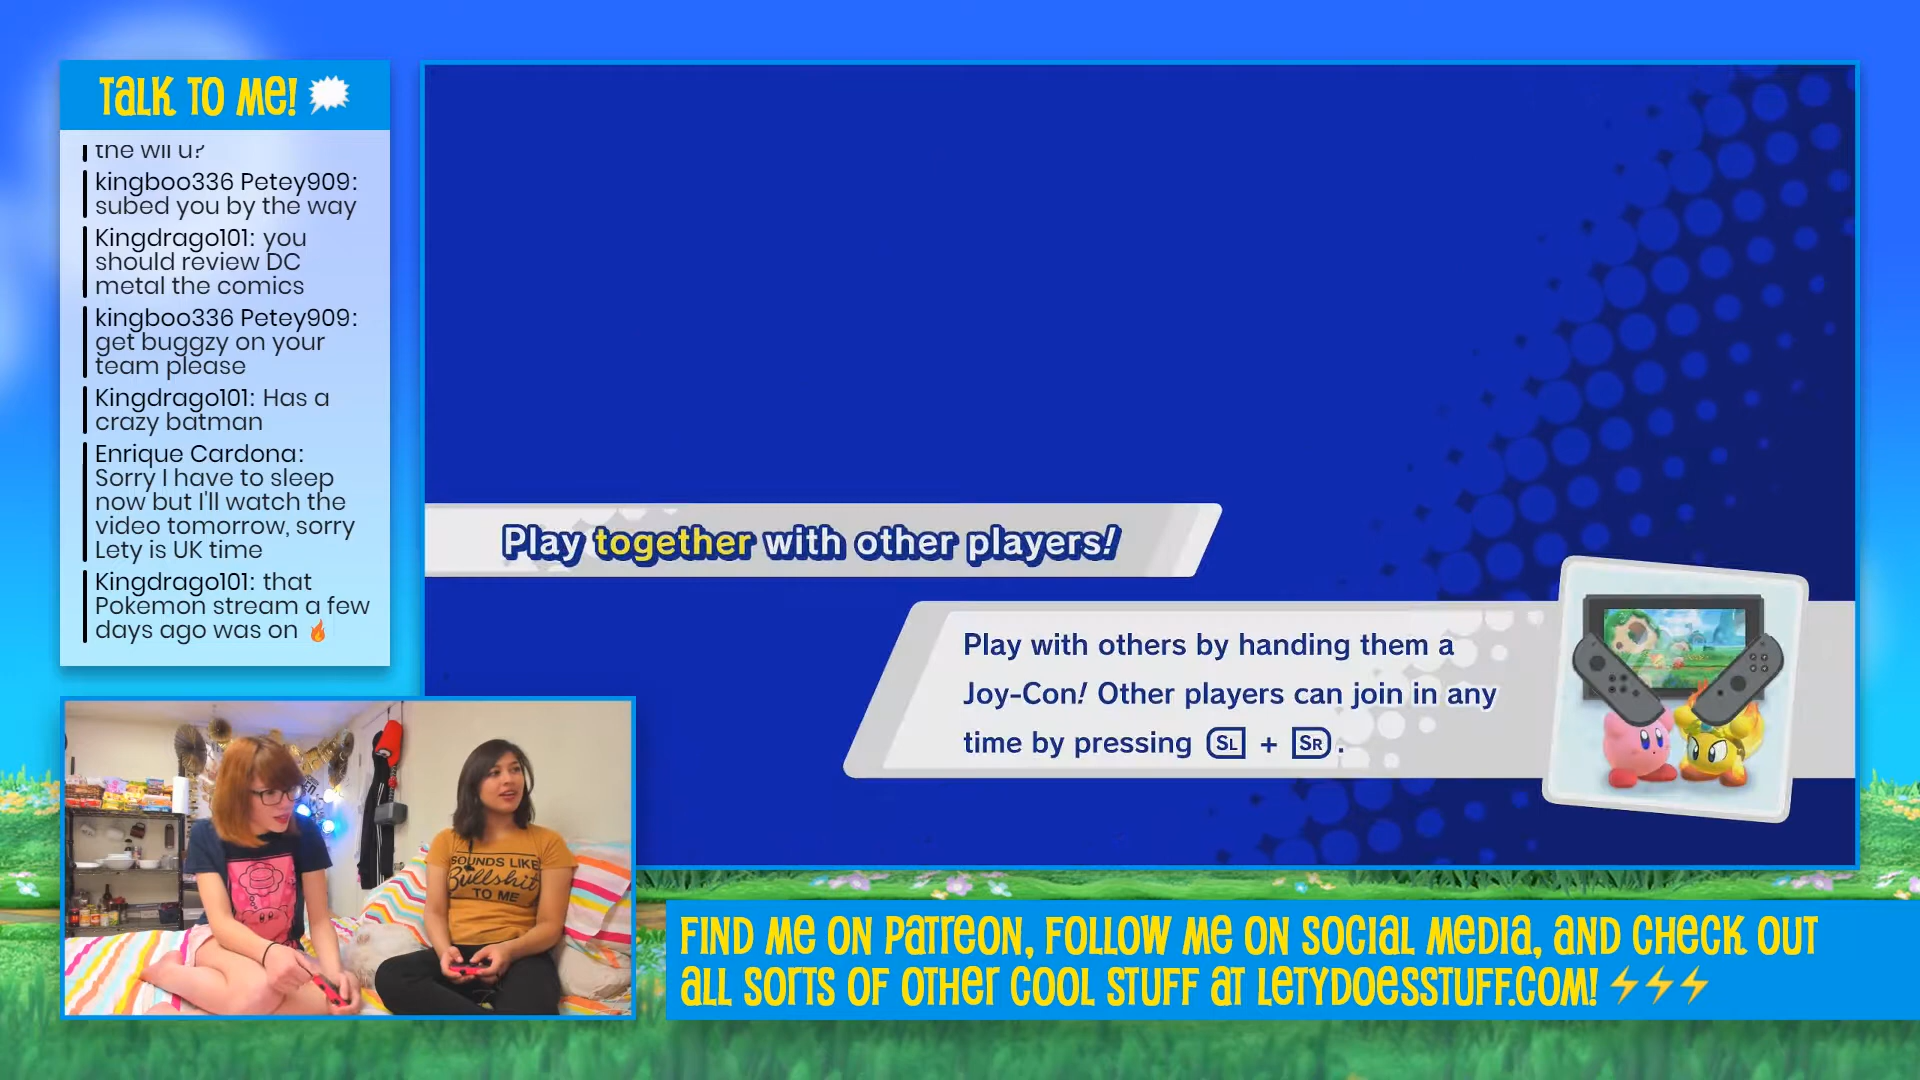 TALK TO ME!
the wii u?
kingboo336 Petey909:
subed you by the way
Kingdrago101: you
should review DC
metal the comics
kingboo336 Petey909:
get buggzy on your
team please
Kingdrago101: Has a
crazy batman
Enrique Cardona:
Sorry I have to sleep
now but I'll watch the
video tomorrow, sorry
Lety is UK time
Kingdrago101: that
Pokemon stream a few
days ago was on 🔥
Play together with other players!
Play with others by handing them a
Joy-Con! Other players can join in any
time by pressing SL + SR.
SOUNDS LIKE
Bullshit
TO ME
FIND ME ON PATREON, FOLLOW ME ON SOCIAL MEDIA, AND CHECK OUT
ALL SORTS OF OTHER COOL STUFF AT LETYDOESSTUFF.COM! ⚡⚡⚡